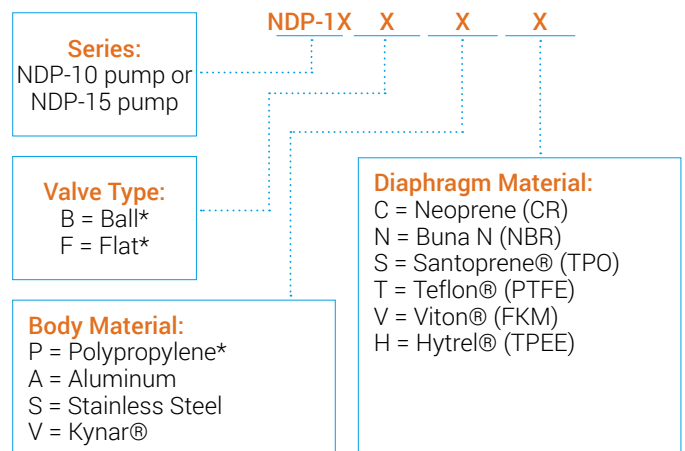 NDP-1X X X X
Series:
NDP-10 pump or
NDP-15 pump
Valve Type:
B = Ball*
F = Flat*
Body Material:
P = Polypropylene*
A = Aluminum
S = Stainless Steel
V = Kynar®
Diaphragm Material:
C = Neoprene (CR)
N = Buna N (NBR)
S = Santoprene® (TPO)
T = Teflon® (PTFE)
V = Viton® (FKM)
H = Hytrel® (TPEE)